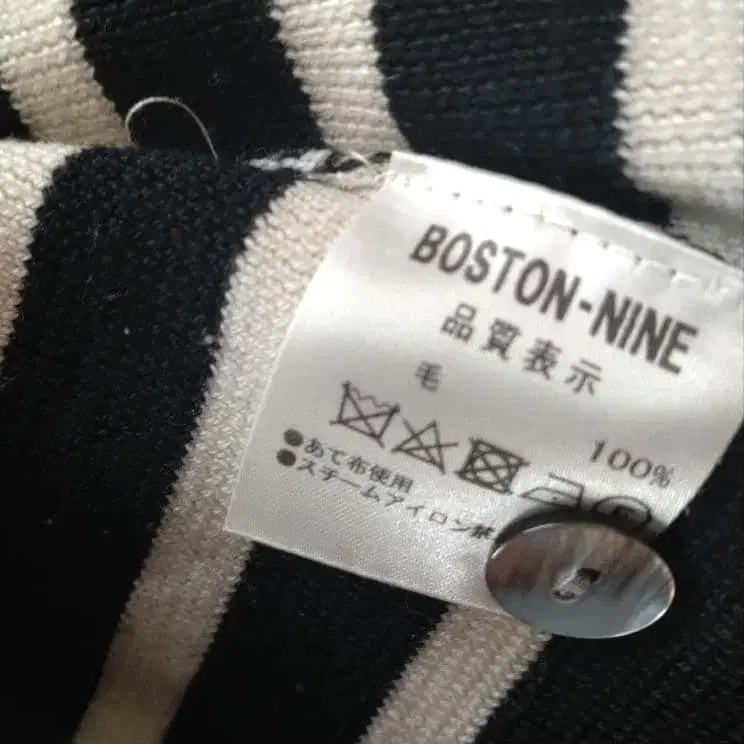 BOSTON-NINE
品質表示
毛 100%
●あて布使用
●スチームアイロン禁